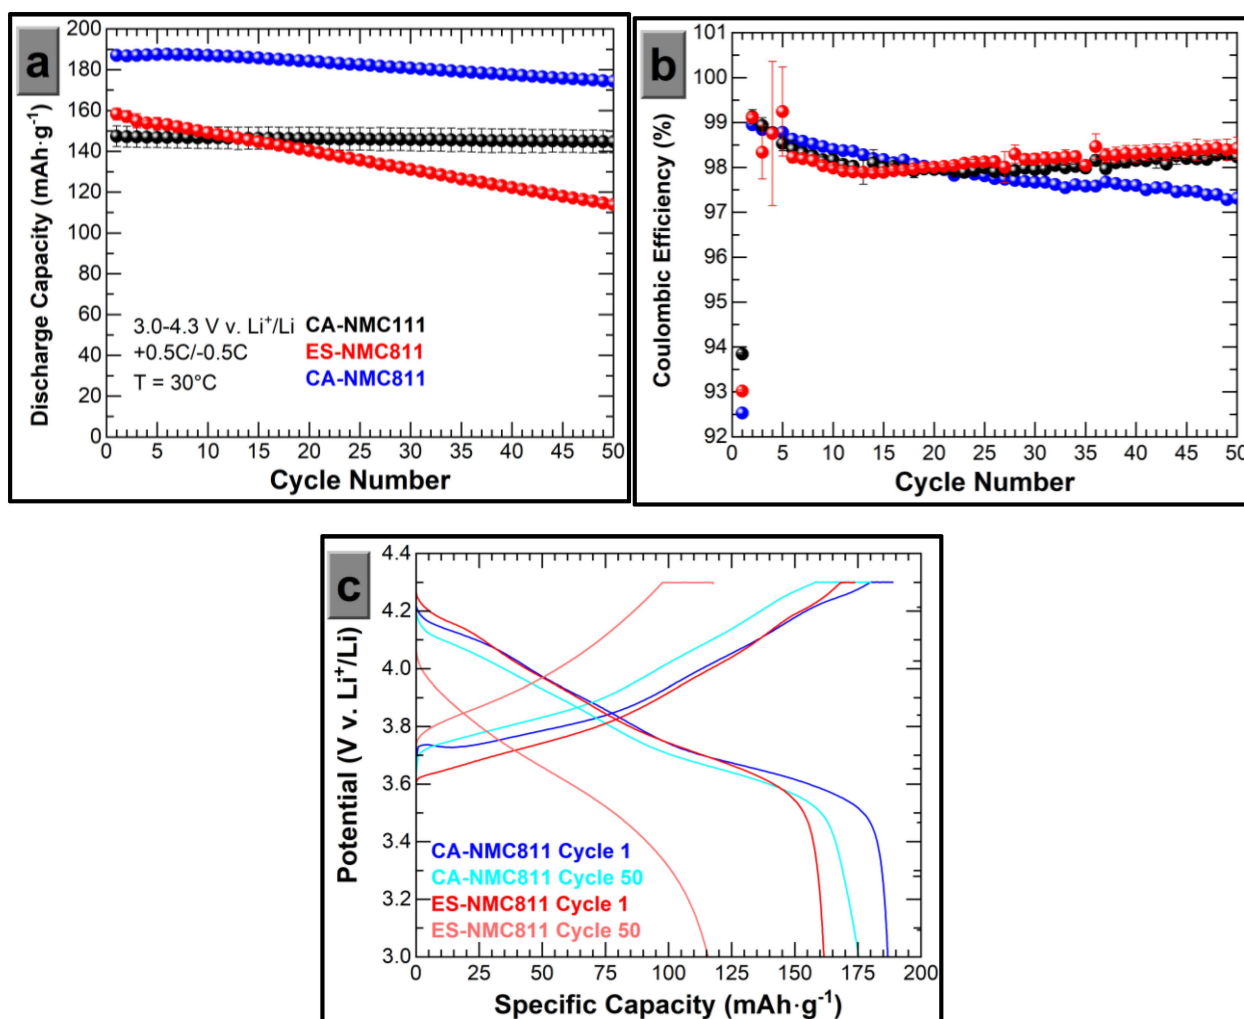 a
200
180
160
140
120
100
80
60
40
20
0
Discharge Capacity (mAh·g⁻¹)
3.0-4.3 V v. Li⁺/Li CA-NMC111
+0.5C/-0.5C ES-NMC811
T = 30°C CA-NMC811
0 5 10 15 20 25 30 35 40 45 50
Cycle Number
b
101
100
99
98
97
96
95
94
93
92
Coulombic Efficiency (%)
0 5 10 15 20 25 30 35 40 45 50
Cycle Number
c
4.4
4.2
4.0
3.8
3.6
3.4
3.2
3.0
Potential (V v. Li⁺/Li)
CA-NMC811 Cycle 1
CA-NMC811 Cycle 50
ES-NMC811 Cycle 1
ES-NMC811 Cycle 50
0 25 50 75 100 125 150 175 200
Specific Capacity (mAh·g⁻¹)